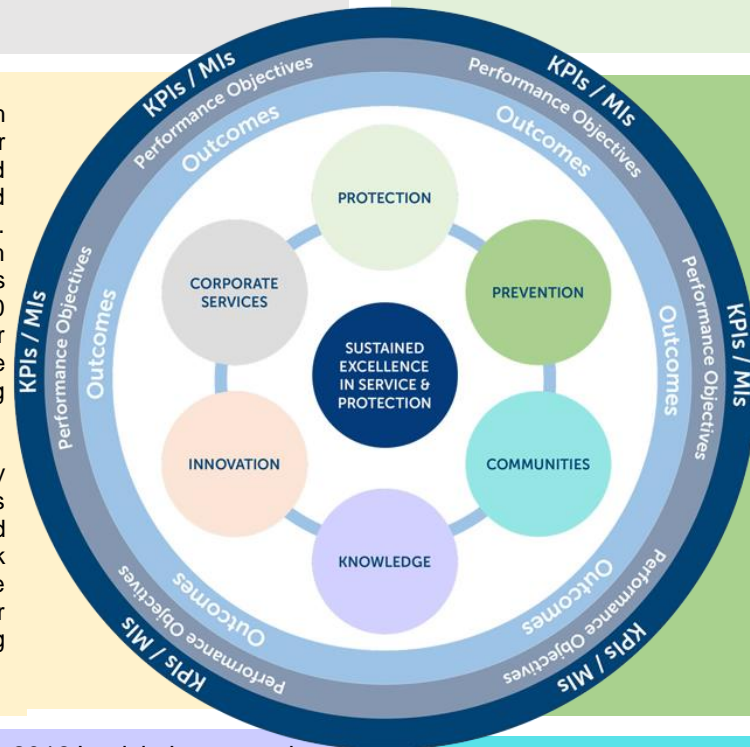 KPIs / MIs
Performance Objectives
Outcomes
KPIs / MIs
Performance Objectives
Outcomes
KPIs / MIs
Performance Objectives
Outcomes
KPIs / MIs
Performance Objectives
Outcomes
KPIs / MIs
Performance Objectives
Outcomes
KPIs / MIs
Performance Objectives
Outcomes
PROTECTION
PREVENTION
COMMUNITIES
KNOWLEDGE
INNOVATION
CORPORATE
SERVICES
SUSTAINED
EXCELLENCE
IN SERVICE &
PROTECTION